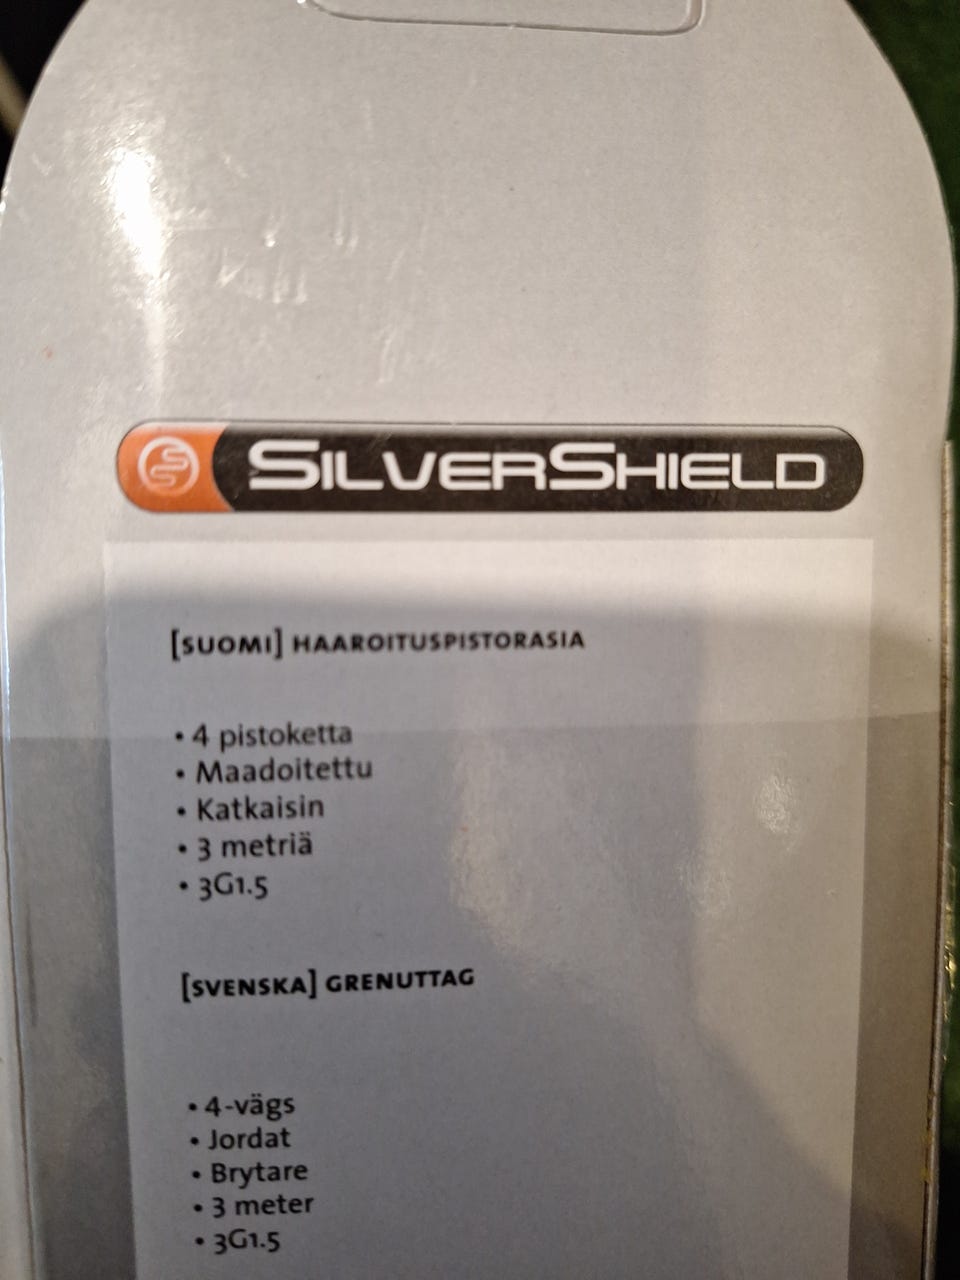 SILVERSHIELD
[SUOMI] HAAROITUSPISTORASIA
• 4 pistoketta
• Maadoitettu
• Katkaisin
• 3 metriä
• 3G1.5
[SVENSKA] GRENUTTAG
• 4-vägs
• Jordat
• Brytare
• 3 meter
• 3G1.5